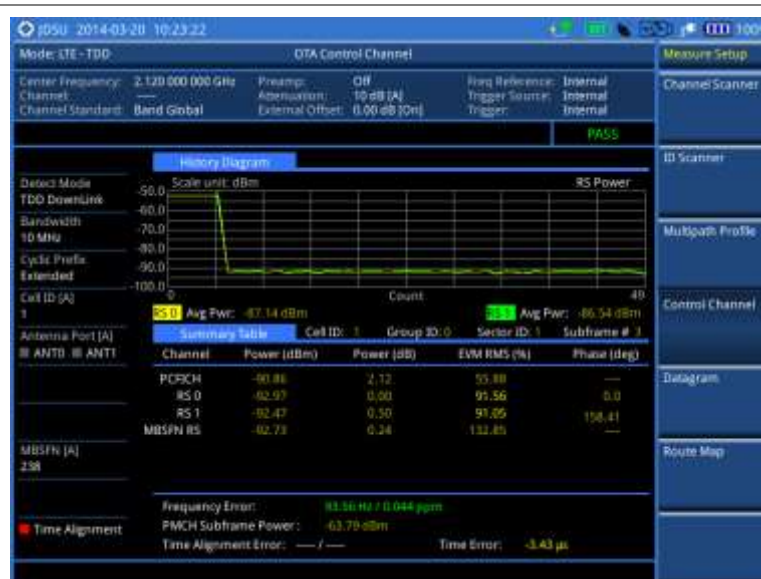 JDSU 2014-03-20 10:23:22
100
Mode: LTE - TDD OTA Control Channel Measure Setup
Center Frequency: 2.120 000 000 GHz Preamp: Off Freq Reference: Internal
Channel: ---- Attenuation: 10 dB [A] Trigger Source: Internal
Channel Standard: Band Global External Offset: 0.00 dB [On] Trigger: Internal
Channel Scanner
PASS
ID Scanner
Multipath Profile
Control Channel
Datagram
Route Map
Detect Mode
TDD DownLink
Bandwidth
10 MHz
Cyclic Prefix
Extended
Cell ID [A]
1
Antenna Port [A]
ANT0 ANT1
MBSFN [A]
238
Time Alignment
History Diagram
Scale unit: dBm RS Power
-50.0
-60.0
-70.0
-80.0
-90.0
-100.0
0 Count 49
RS 0 Avg Pwr: -87.14 dBm RS 1 Avg Pwr: -86.54 dBm
Summary Table Cell ID: 1 Group ID: 0 Sector ID: 1 Subframe # 3
Channel Power (dBm) Power (dB) EVM RMS (%) Phase (deg)
PCFICH -90.86 2.12 55.88 ----
RS 0 -92.97 0.00 91.56 0.0
RS 1 -92.47 0.50 91.05 158.41
MBSFN RS -92.73 0.24 132.85 ----
Frequency Error: 93.56 Hz / 0.044 ppm
PMCH Subframe Power: -63.79 dBm
Time Alignment Error: ---- / ---- Time Error: -3.43 µs